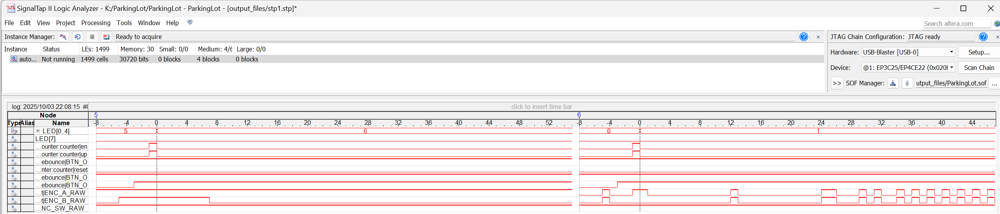 SignalTap II Logic Analyzer - K:/ParkingLot/ParkingLot - ParkingLot - [output_files/stp1.stp]*
File Edit View Project Processing Tools Window Help
Search altera.com
Instance Manager: Ready to acquire
JTAG Chain Configuration: JTAG ready
Instance Status LEs: 1499 Memory: 30 Small: 0/0 Medium: 4/6 Large: 0/0
auto... Not running 1499 cells 30720 bits 0 blocks 4 blocks 0 blocks
Hardware: USB-Blaster [USB-0] Setup...
Device: @1: EP3C25/EP4CE22 (0x020 Scan Chain
>> SOF Manager: utput_files/ParkingLot.sof ...
log: 2025/10/03 22:08:15 #0 click to insert time bar
Node 5 6
Type Alias Name -8 -4 0 4 8 12 16 20 24 28 32 36 40 44 48 52 -8 -4 0 4 8 12 16 20 24 28 32 36 40 44
LED[0..4] 5 6 0 1
LED[7]
...ounter:counter|en
...ounter:counter|up
...ebounce|BTN_O
...nter:counter|reset
...ebounce|BTN_O
...ebounce|BTN_O
...t|ENC_A_RAW
...t|ENC_B_RAW
...NC_SW_RAW